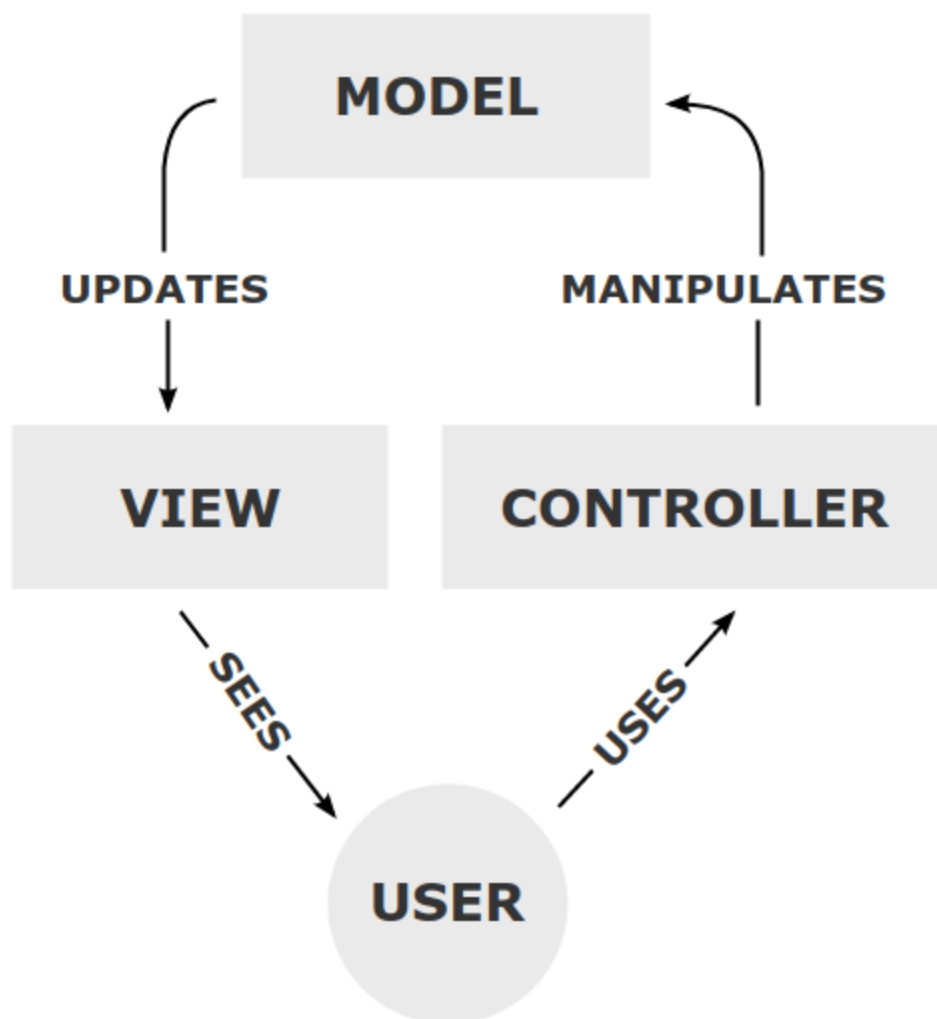 MODEL
UPDATES
MANIPULATES
VIEW
CONTROLLER
SEES
USES
USER